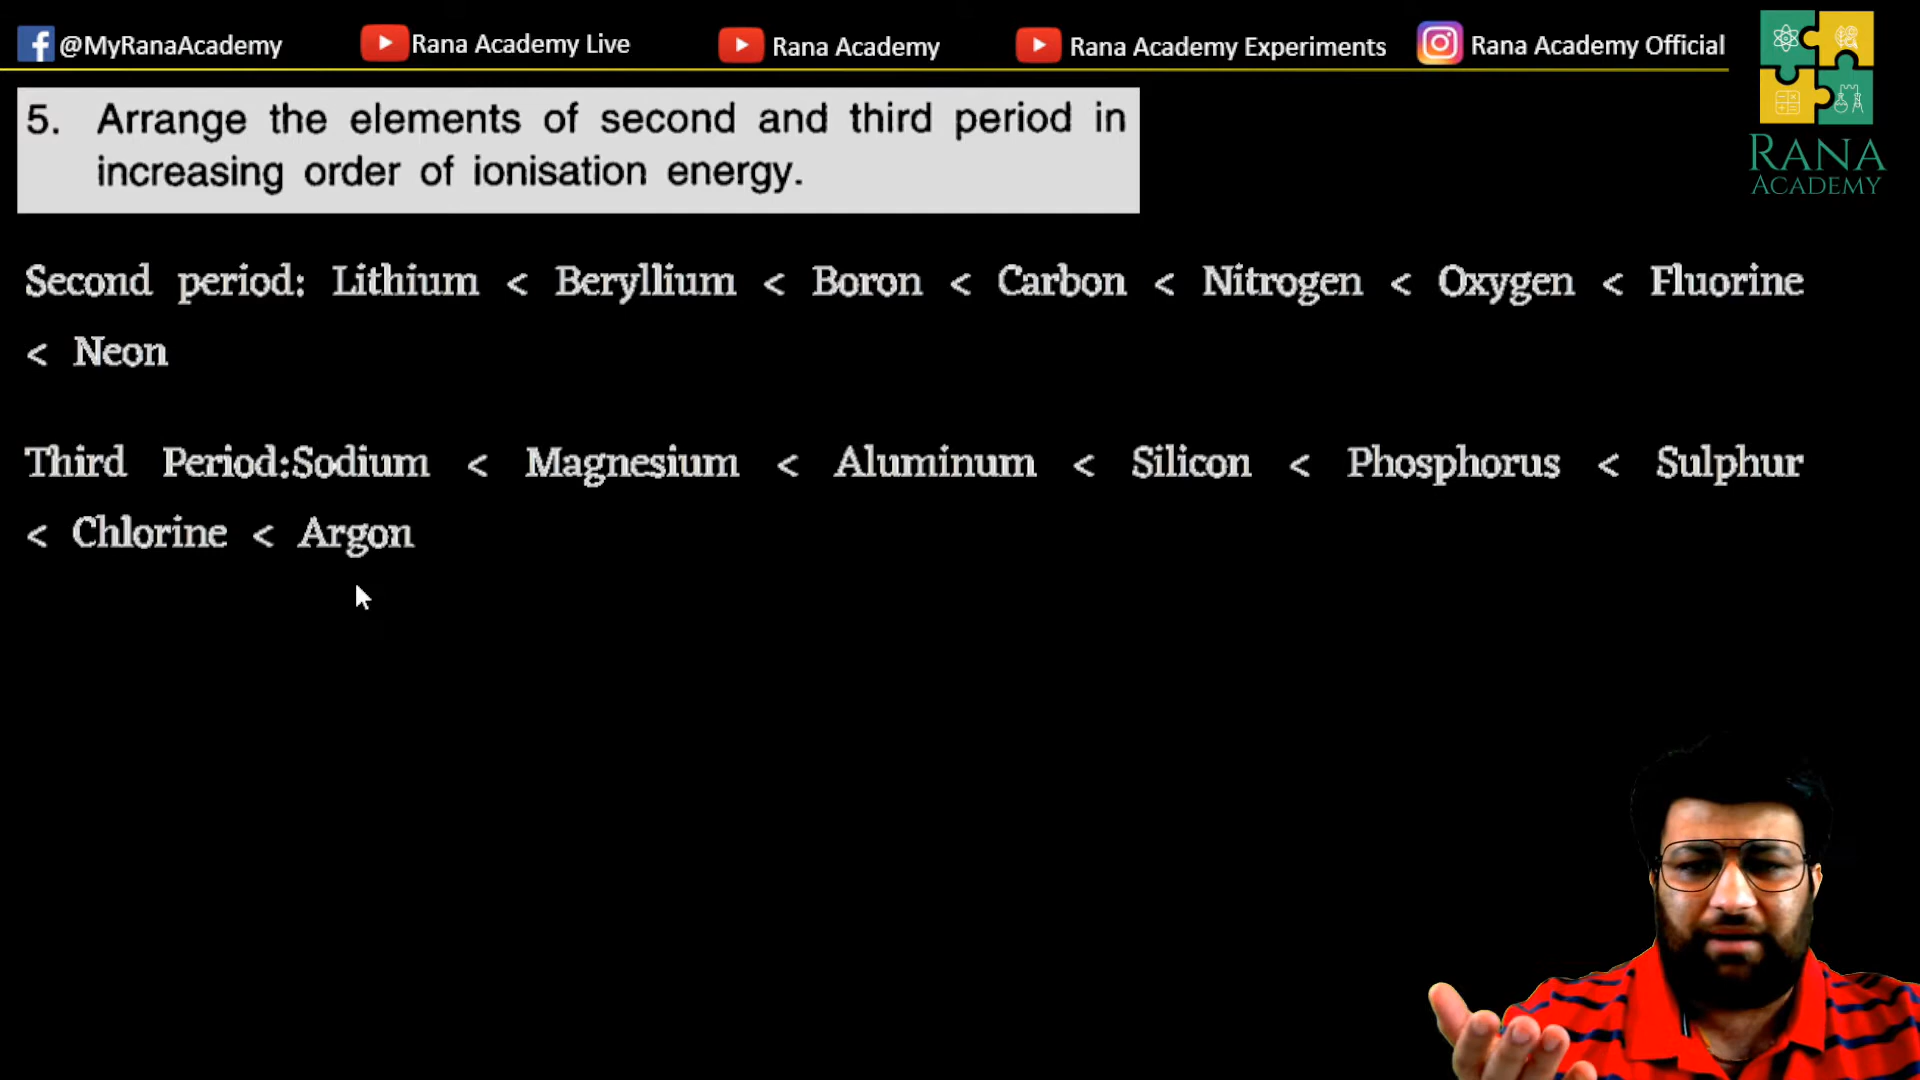 @MyRanaAcademy Rana Academy Live Rana Academy Rana Academy Experiments Rana Academy Official
RANA
ACADEMY
5. Arrange the elements of second and third period in
increasing order of ionisation energy.
Second period: Lithium < Beryllium < Boron < Carbon < Nitrogen < Oxygen < Fluorine
< Neon
Third Period:Sodium < Magnesium < Aluminum < Silicon < Phosphorus < Sulphur
< Chlorine < Argon